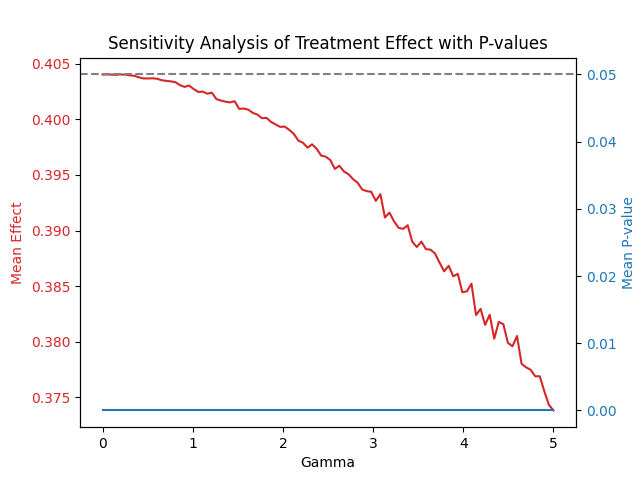 Sensitivity Analysis of Treatment Effect with P-values
0.405
0.400
0.395
0.390
0.385
0.380
0.375
Mean Effect
0.05
0.04
0.03
0.02
0.01
0.00
Mean P-value
0 1 2 3 4 5
Gamma